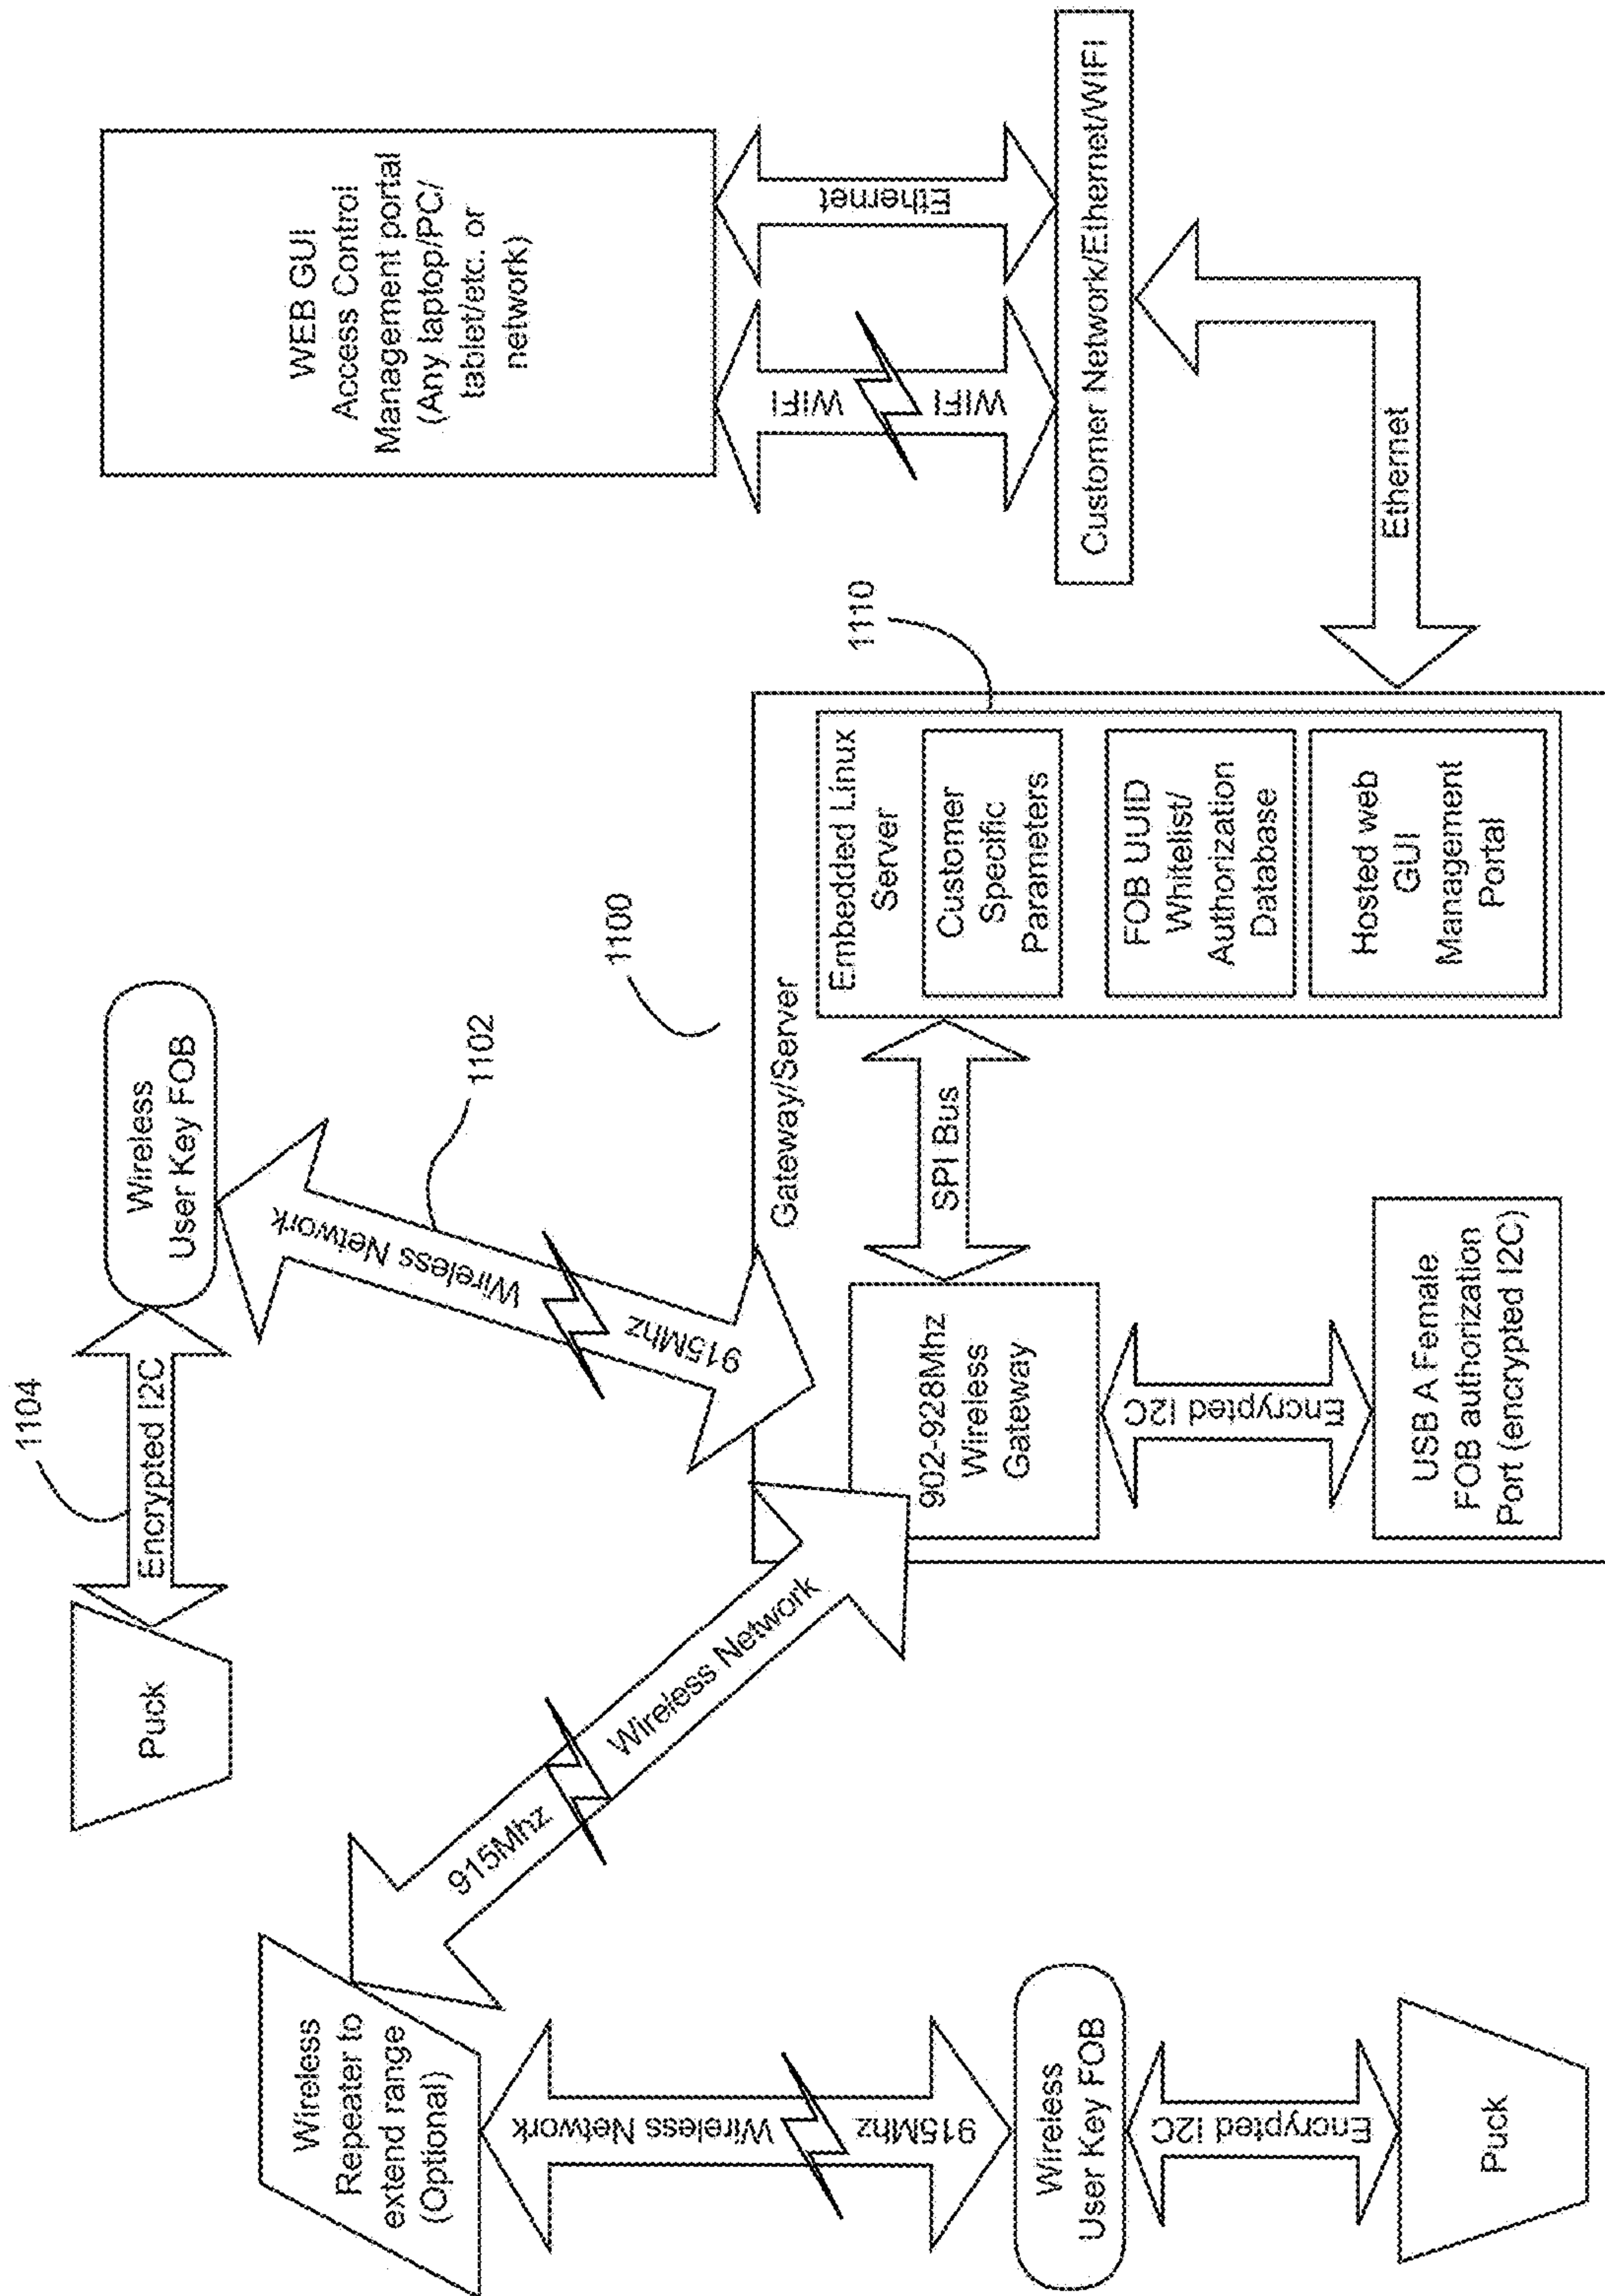 Wireless
Repeater to
extend range
(Optional)
915Mhz
Wireless Network
Wireless Network
915Mhz
Wireless
User Key FOB
Encrypted I2C
Puck
Puck
1104
Encrypted I2C
Wireless
User Key FOB
1102
Wireless Network
915Mhz
1100
Gateway/Server
902-928Mhz
Wireless
Gateway
SPI Bus
Encrypted I2C
USB A Female
FOB authorization
Port (encrypted I2C)
1110
Embedded Linux
Server
Customer
Specific
Parameters
FOB UUID
Whitelist/
Authorization
Database
Hosted web
GUI
Management
Portal
WEB GUI
Access Control
Management portal
(Any laptop/PC/
tablet/etc. or
network)
WIFI
WIFI
Ethernet
Customer Network/Ethernet/WIFI
Ethernet